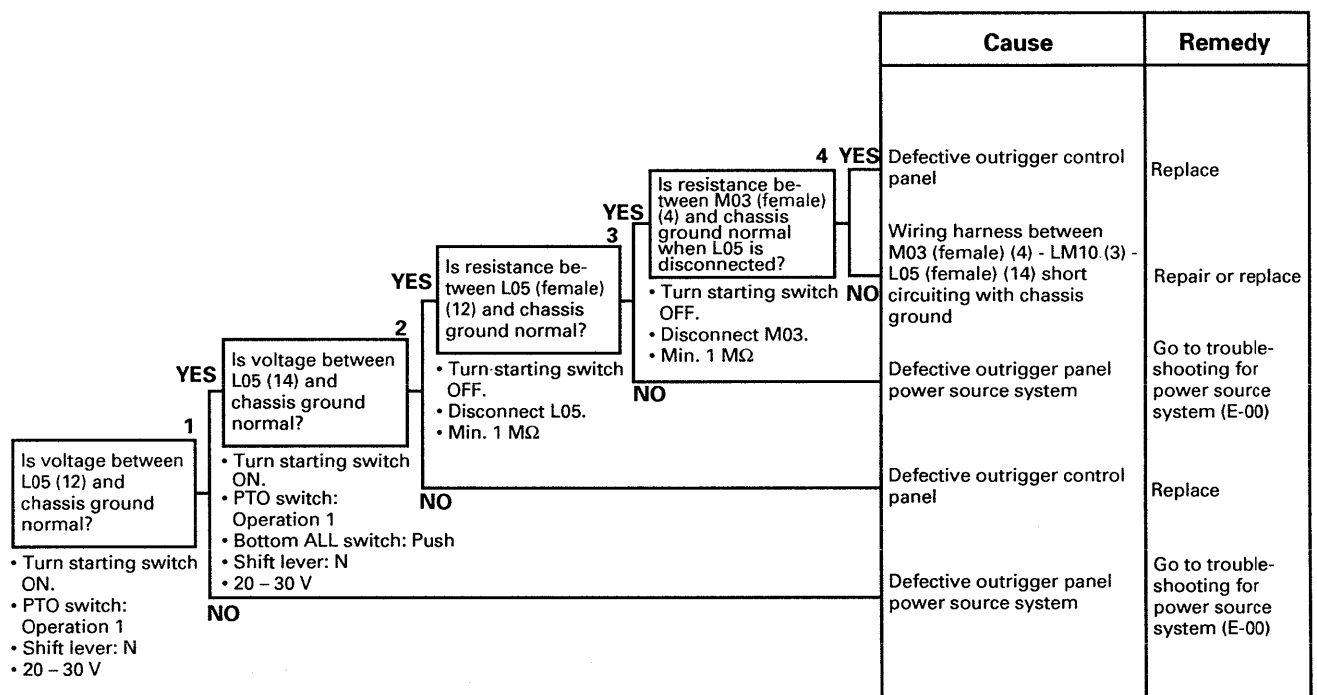 Cause
Remedy
1
Is voltage between
L05 (12) and
chassis ground
normal?
• Turn starting switch
ON.
• PTO switch:
Operation 1
• Shift lever: N
• 20 – 30 V
YES
NO
2
Is voltage between
L05 (14) and
chassis ground
normal?
• Turn starting switch
ON.
• PTO switch:
Operation 1
• Bottom ALL switch: Push
• Shift lever: N
• 20 – 30 V
YES
NO
3
Is resistance be-
tween L05 (female)
(12) and chassis
ground normal?
• Turn starting switch
OFF.
• Disconnect L05.
• Min. 1 MΩ
YES
NO
4
Is resistance be-
tween M03 (female)
(4) and chassis
ground normal
when L05 is
disconnected?
• Turn starting switch
OFF.
• Disconnect M03.
• Min. 1 MΩ
YES
NO
Defective outrigger control
panel
Replace
Wiring harness between
M03 (female) (4) - LM10 (3) -
L05 (female) (14) short
circuiting with chassis
ground
Repair or replace
Defective outrigger panel
power source system
Go to trouble-
shooting for
power source
system (E-00)
Defective outrigger control
panel
Replace
Defective outrigger panel
power source system
Go to trouble-
shooting for
power source
system (E-00)